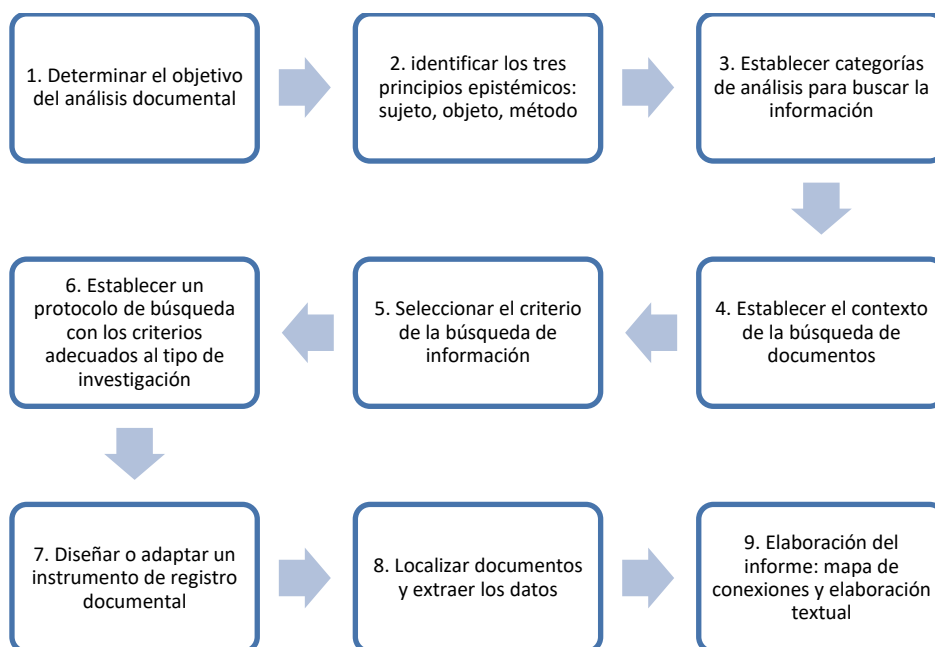 1. Determinar el objetivo
del análisis documental
2. identificar los tres
principios epistémicos:
sujeto, objeto, método
3. Establecer categorías
de análisis para buscar la
información
4. Establecer el contexto
de la búsqueda de
documentos
5. Seleccionar el criterio
de la búsqueda de
información
6. Establecer un
protocolo de búsqueda
con los criterios
adecuados al tipo de
investigación
7. Diseñar o adaptar un
instrumento de registro
documental
8. Localizar documentos
y extraer los datos
9. Elaboración del
informe: mapa de
conexiones y elaboración
textual